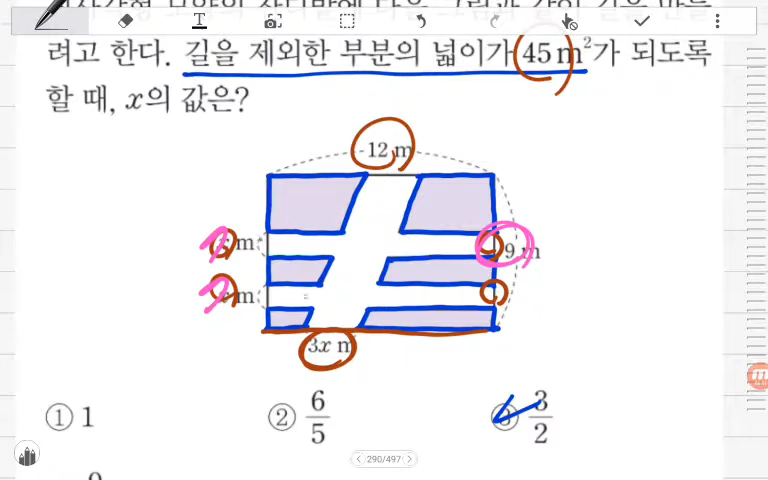 려고 한다. 길을 제외한 부분의 넓이가 45 m²가 되도록
할 때, x의 값은?
12 m
m
9 m
m
3x m
① 1
② 6/5
③ 3/2
290/497